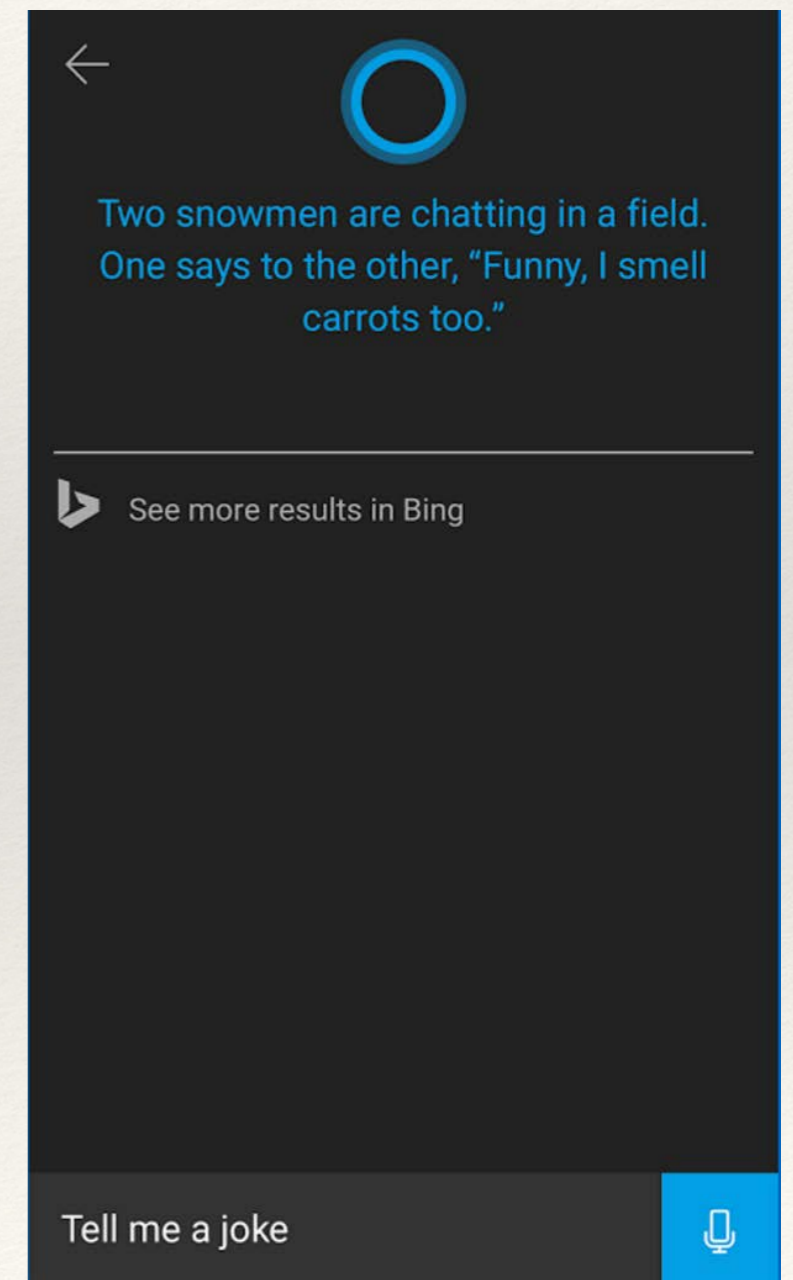 Two snowmen are chatting in a field.
One says to the other, “Funny, I smell
carrots too.”
See more results in Bing
Tell me a joke